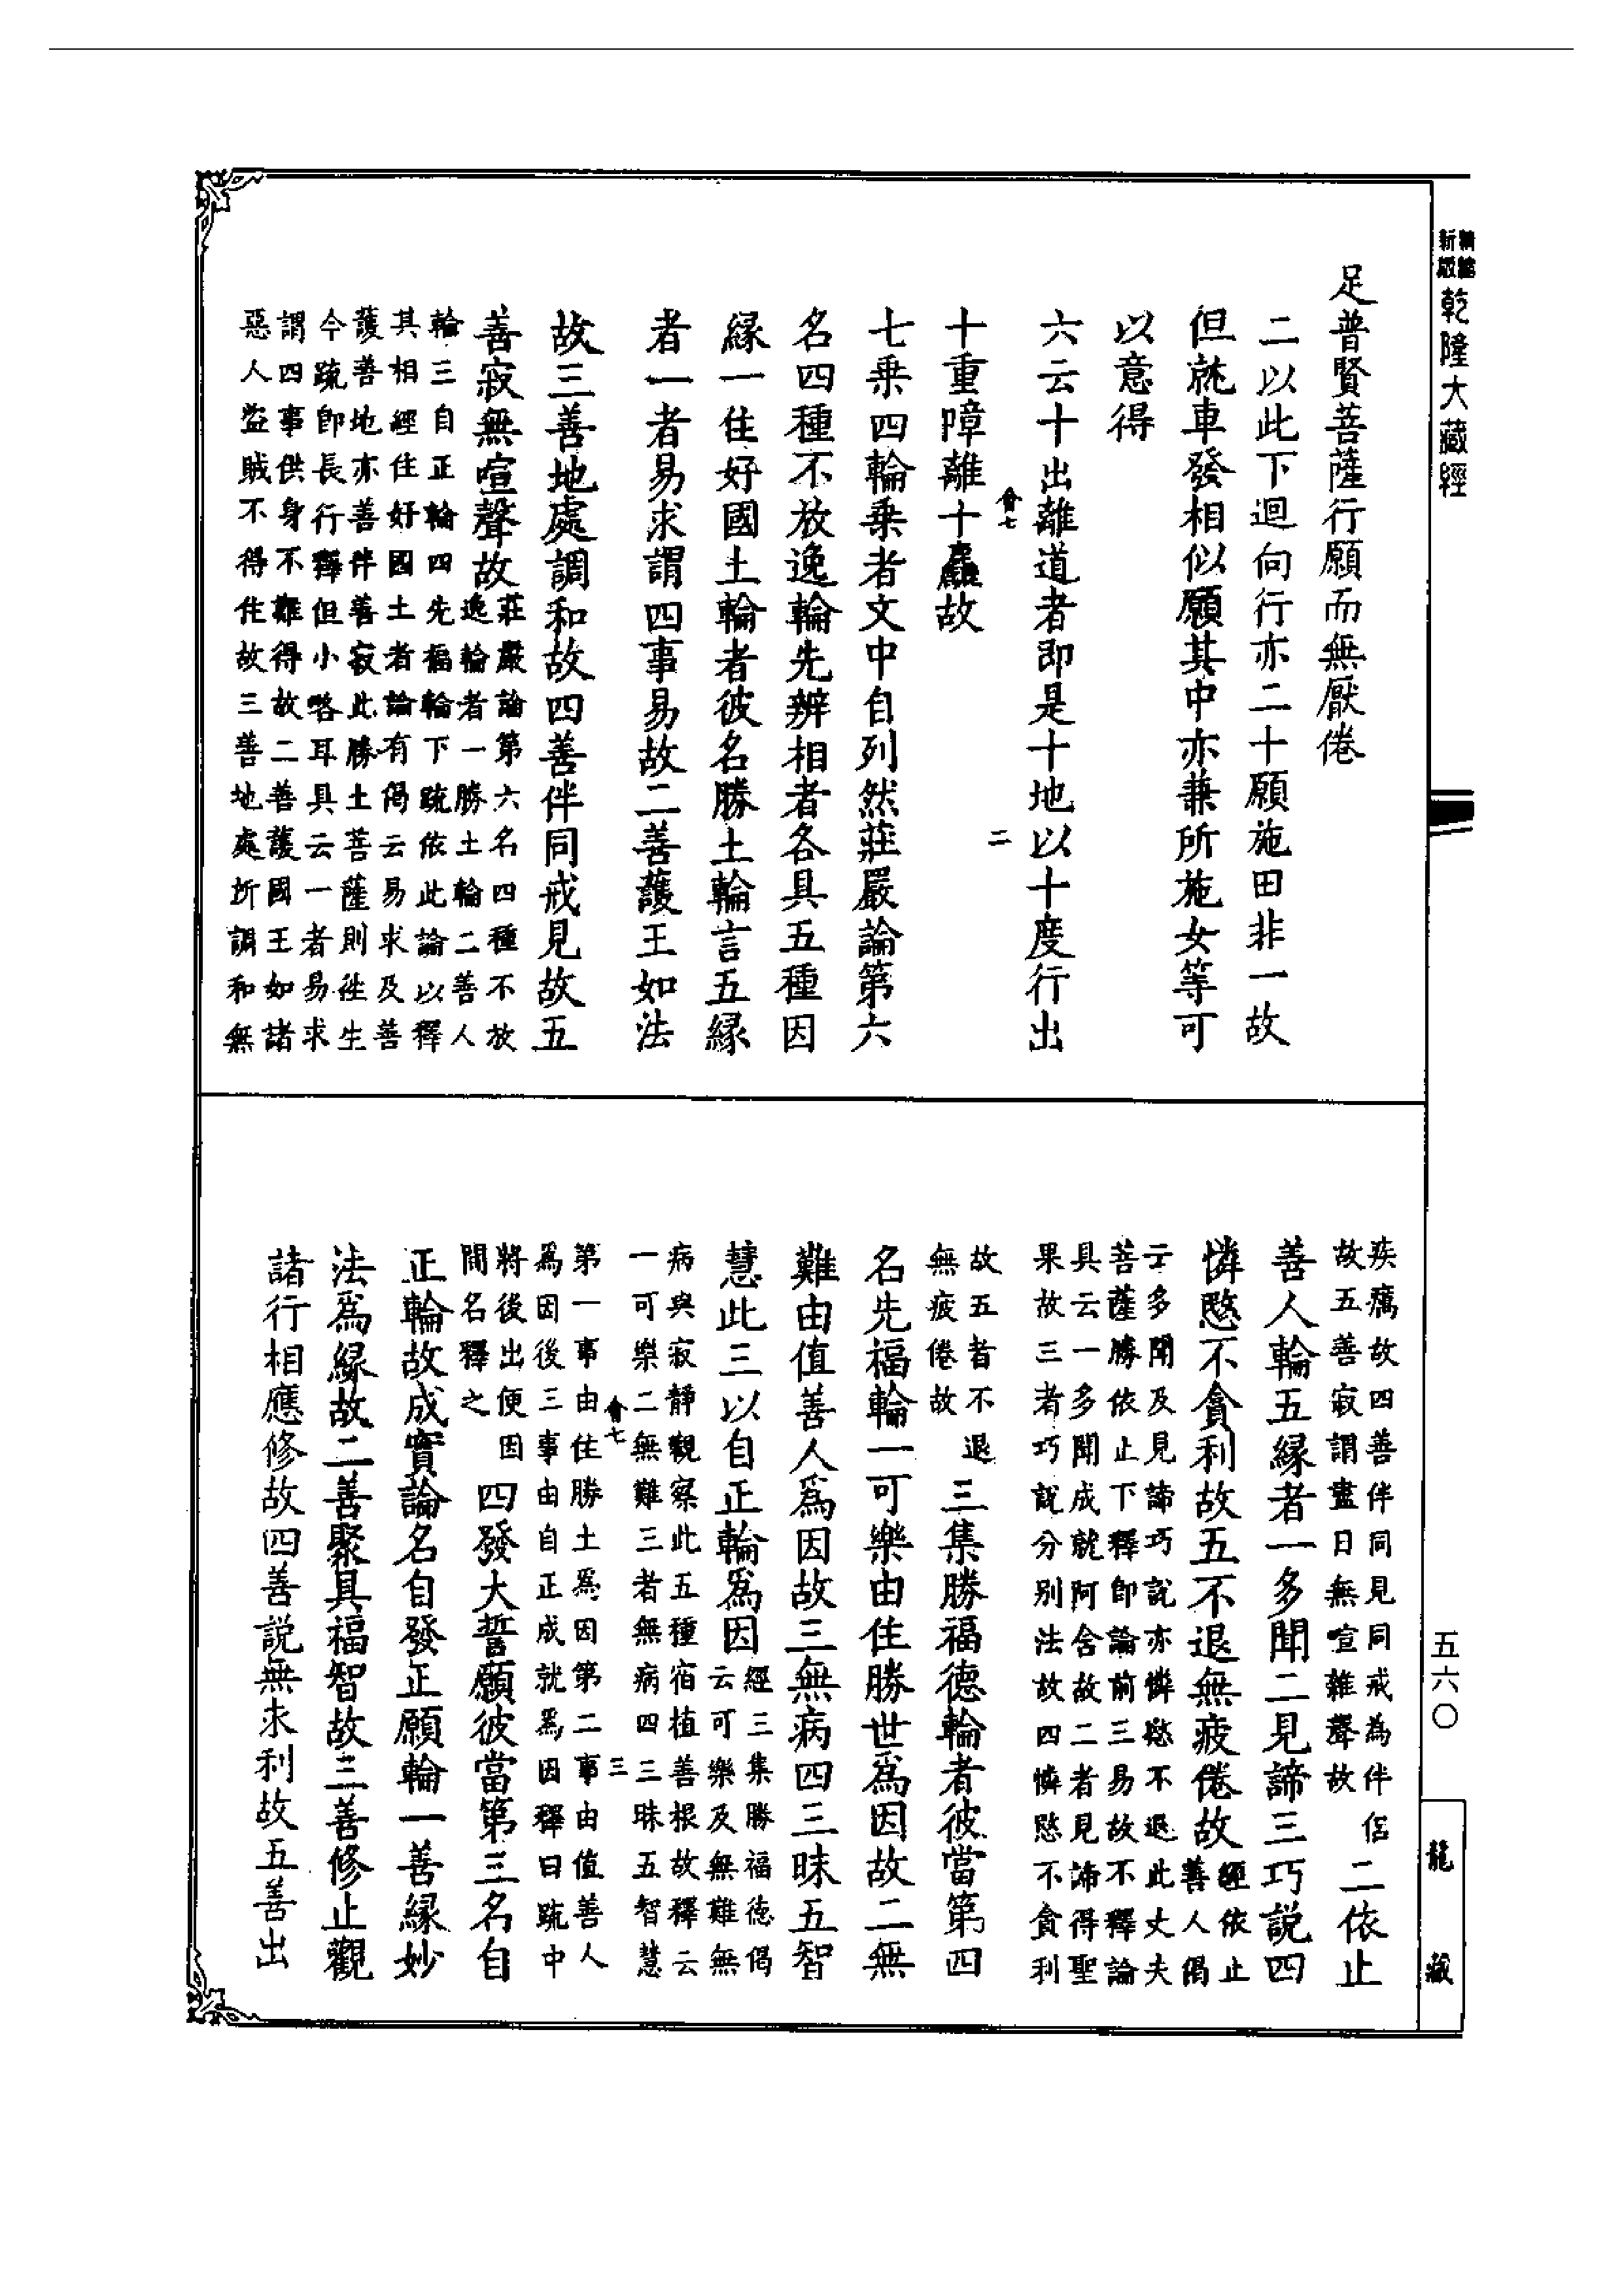 精縮
新版
乾隆大藏經
足普賢菩薩行願而無厭倦
二以此下迴向行亦二十願施田非一故
但就車發相似願其中亦兼所施女等可
以意得
六云十出離道者即是十地以十度行出
會七
二
十重障離十麤故
七乗四輪乗者文中自列然莊嚴論第六
名四種不放逸輪先辨相者各具五種因
緣一住好國土輪者彼名勝土輪言五緣
者一者易求謂四事易故二善護王如法
故三善地處調和故四善伴同戒見故五
善寂無喧聲故
莊嚴論第六名四種不放
逸輪者一勝土輪二善人
輪三自正輪四先福輪下疏依此論以釋
其相經住好國土者論有偈云易求及善
護善地亦善伴善寂此勝土菩薩則徃生
今疏即長行釋但小畧耳具云一者易求
謂四事供身不難得故二善護國王如諸
惡人盜賊不得住故三善地處所調和無
疾癘故四善伴同見同戒為伴侶
故五善寂謂晝日無喧雜聲故
二依止
善人輪五緣者一多聞二見諦三巧説四
憐愍不貪利故五不退無疲倦故
經依止
善人偈
云多聞及見諦巧説亦憐愍不退此丈夫
菩薩勝依止下釋即論前三易故不釋論
具云一多聞成就阿含故二者見諦得聖
果故三者巧説分别法故四憐愍不貪利
故五者不退
無疲倦故
三集勝福德輪者彼當第四
名先福輪一可樂由住勝世爲因故二無
難由值善人爲因故三無病四三昧五智
慧此三以自正輪爲因
經三集勝福德偈
云可樂及無難無
病與寂靜觀察此五種宿植善根故釋云
一可樂二無難三者無病四三昧五智慧
會七
三
第一事由住勝土爲因第二事由值善人
爲因後三事由自正成就爲因釋曰疏中
將後出便因
間名釋之
四發大誓願彼當第三名自
正輪故成實論名自發正願輪一善緣妙
法爲緣故二善聚具福智故三善修止觀
諸行相應修故四善説無求利故五善出
五六〇
龍藏